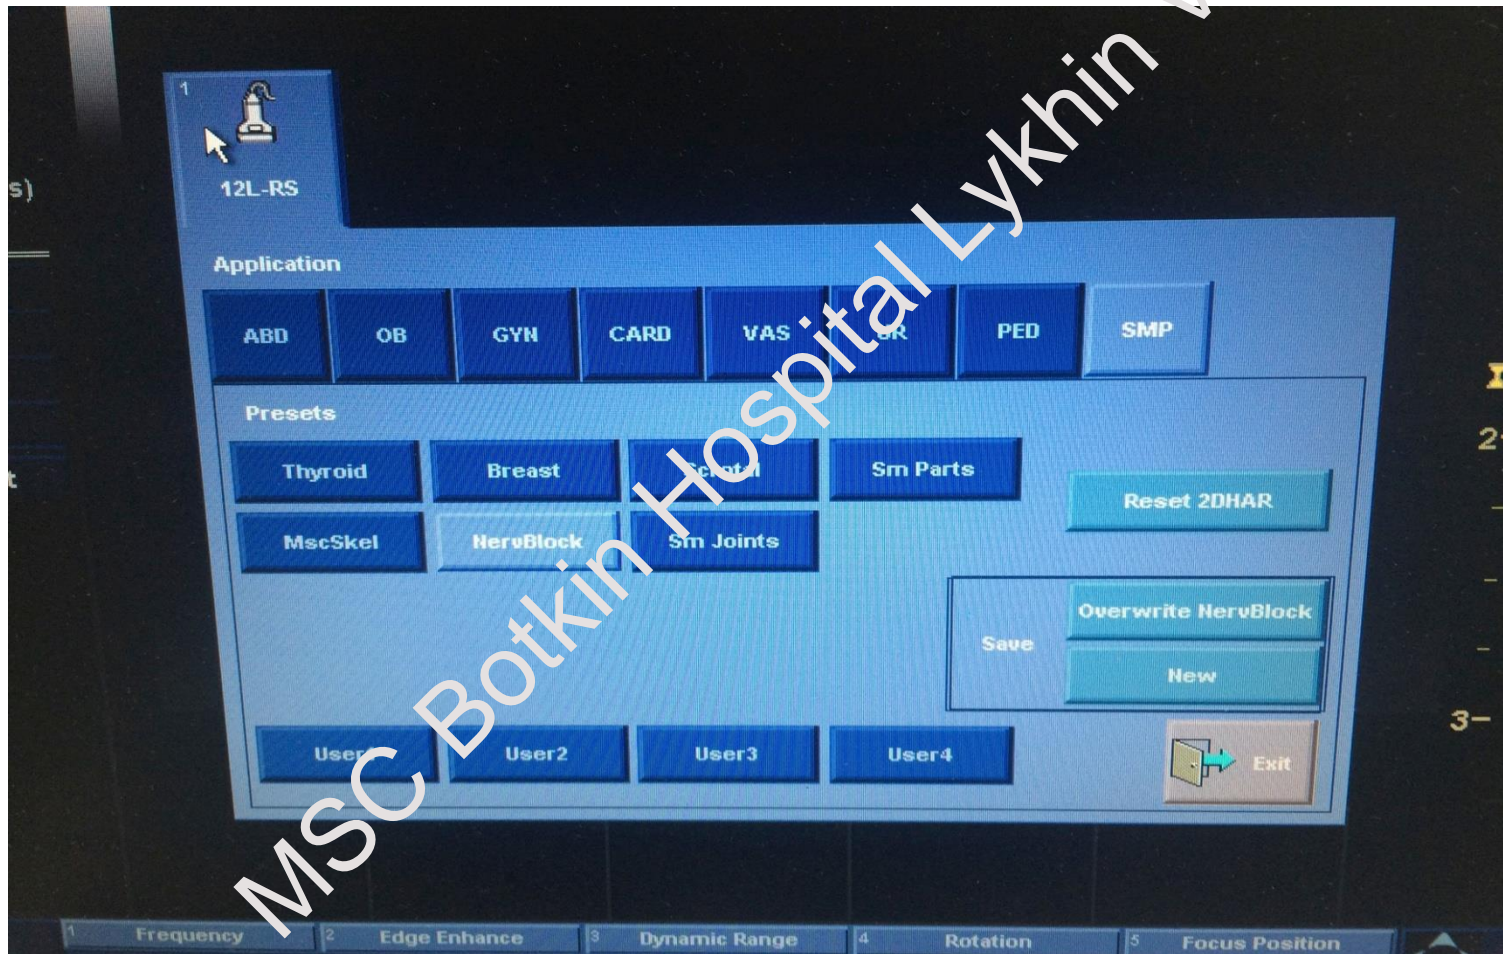 1
s)
12L-RS
Application
ABD OB GYN CARD VAS PED SMP
2-
Presets
Thyroid Breast Scrotal Sm Parts
t
Reset 2DHAR
MscSkel NervBlock Sm Joints
Overwrite NervBlock
Save
New
3-
User1 User2 User3 User4
Exit
1 Frequency 2 Edge Enhance 3 Dynamic Range 4 Rotation 5 Focus Position
MSC Botkin Hospital Lykhin